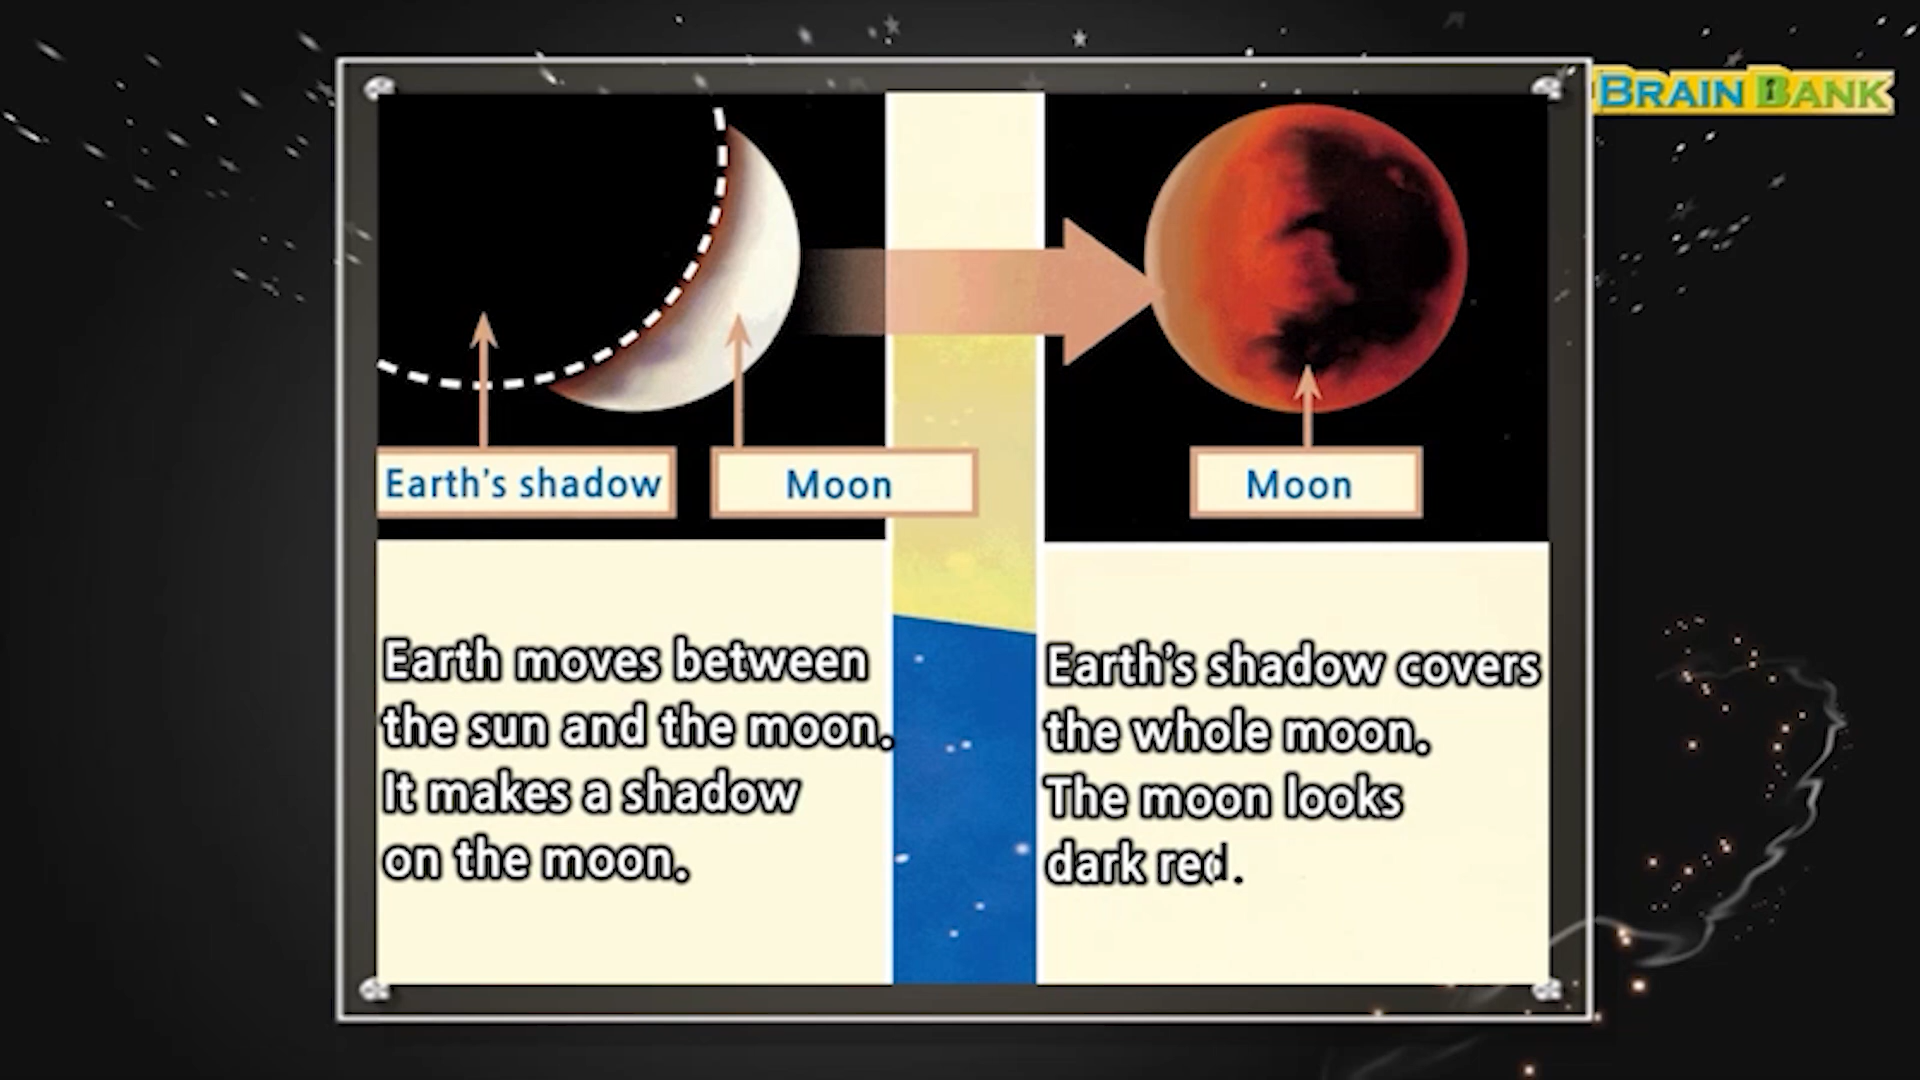 BRAIN BANK
Earth's shadow
Moon
Moon
Earth moves between
the sun and the moon.
It makes a shadow
on the moon.
Earth's shadow covers
the whole moon.
The moon looks
dark red.